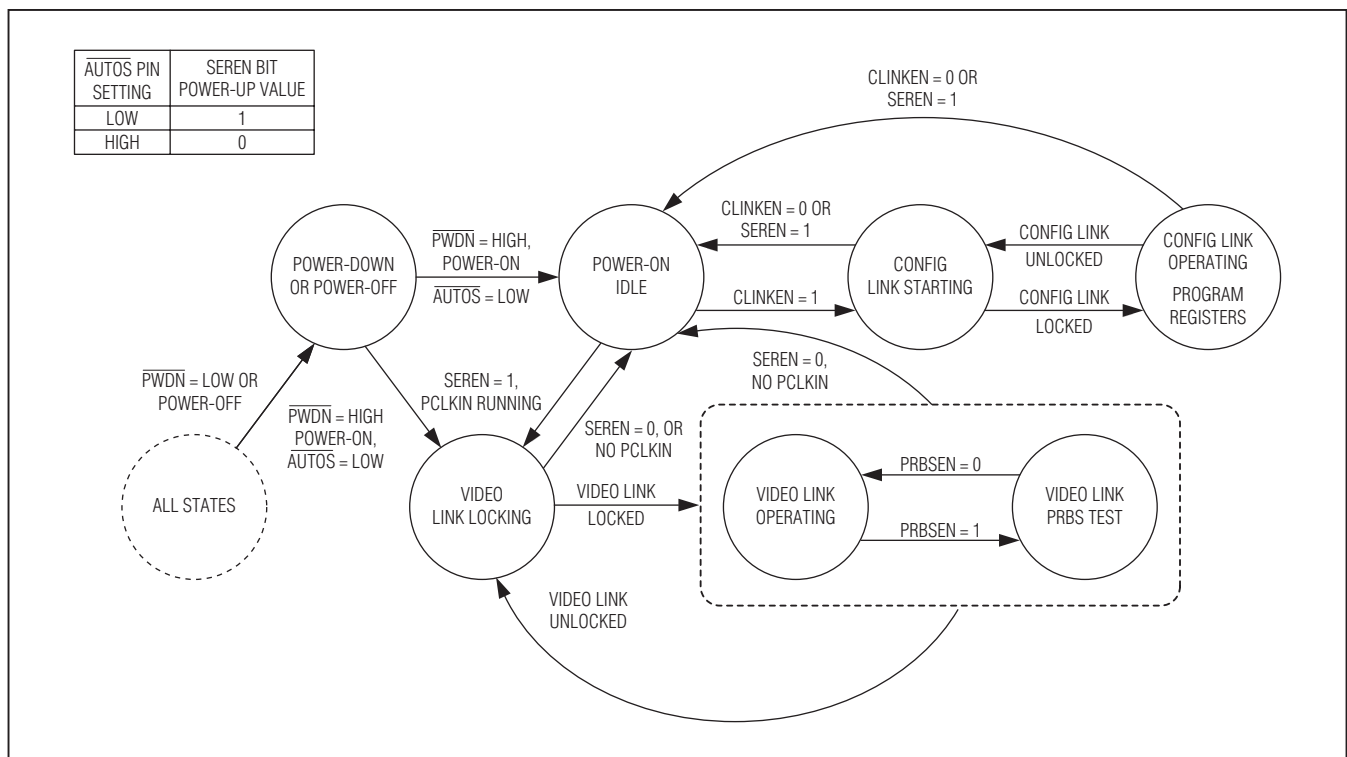 AUTOS PIN
SETTING
SEREN BIT
POWER-UP VALUE
LOW
1
HIGH
0
CLINKEN = 0 OR
SEREN = 1
POWER-DOWN
OR POWER-OFF
PWDN = HIGH,
POWER-ON
AUTOS = LOW
POWER-ON
IDLE
CLINKEN = 0 OR
SEREN = 1
CLINKEN = 1
CONFIG
LINK STARTING
CONFIG LINK
UNLOCKED
CONFIG LINK
LOCKED
CONFIG LINK
OPERATING
PROGRAM
REGISTERS
PWDN = LOW OR
POWER-OFF
ALL STATES
PWDN = HIGH
POWER-ON,
AUTOS = LOW
SEREN = 1,
PCLKIN RUNNING
SEREN = 0, OR
NO PCLKIN
SEREN = 0,
NO PCLKIN
VIDEO
LINK LOCKING
VIDEO LINK
LOCKED
VIDEO LINK
OPERATING
PRBSEN = 0
PRBSEN = 1
VIDEO LINK
PRBS TEST
VIDEO LINK
UNLOCKED